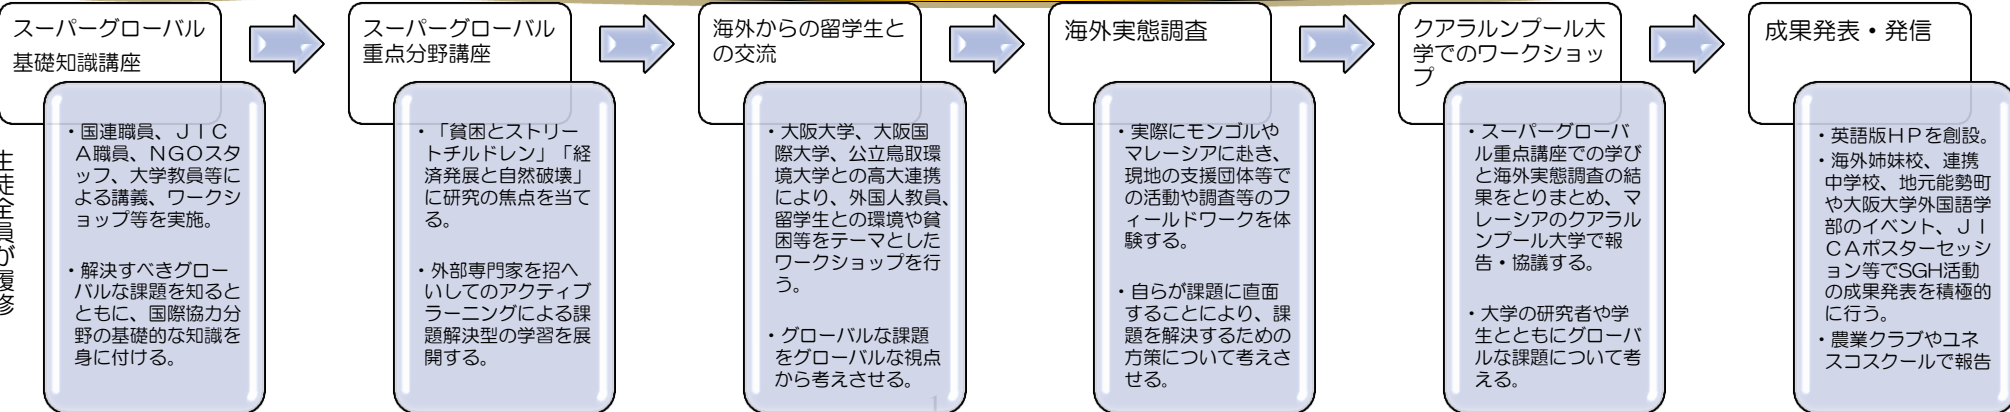 生徒全員が履修
スーパーグローバル
基礎知識講座
・国連職員、ＪＩＣ
Ａ職員、NGOスタ
ッフ、大学教員等に
よる講義、ワークシ
ョップ等を実施。
・解決すべきグロー
バルな課題を知ると
ともに、国際協力分
野の基礎的な知識を
身に付ける。
スーパーグローバル
重点分野講座
・「貧困とストリー
トチルドレン」「経
済発展と自然破壊」
に研究の焦点を当て
る。
・外部専門家を招へ
いしてのアクティブ
ラーニングによる課
題解決型の学習を展
開する。
海外からの留学生と
の交流
・大阪大学、大阪国
際大学、公立鳥取環
境大学との高大連携
により、外国人教員、
留学生との環境や貧
困等をテーマとした
ワークショップを行
う。
・グローバルな課題
をグローバルな視点
から考えさせる。
海外実態調査
・実際にモンゴルや
マレーシアに赴き、
現地の支援団体等で
の活動や調査等のフ
ィールドワークを体
験する。
・自らが課題に直面
することにより、課
題を解決するための
方策について考えさ
せる。
クアラルンプール大
学でのワークショッ
プ
・スーパーグローバ
ル重点講座での学び
と海外実態調査の結
果をとりまとめ、マ
レーシアのクアラル
ンプール大学で報
告・協議する。
・大学の研究者や学
生とともにグローバ
ルな課題について考
える。
成果発表・発信
・英語版ＨＰを創設。
・海外姉妹校、連携
中学校、地元能勢町
や大阪大学外国語学
部のイベント、ＪＩ
ＣＡポスターセッシ
ョン等でSGH活動
の成果発表を積極的
に行う。
・農業クラブやユネ
スコスクールで報告
1